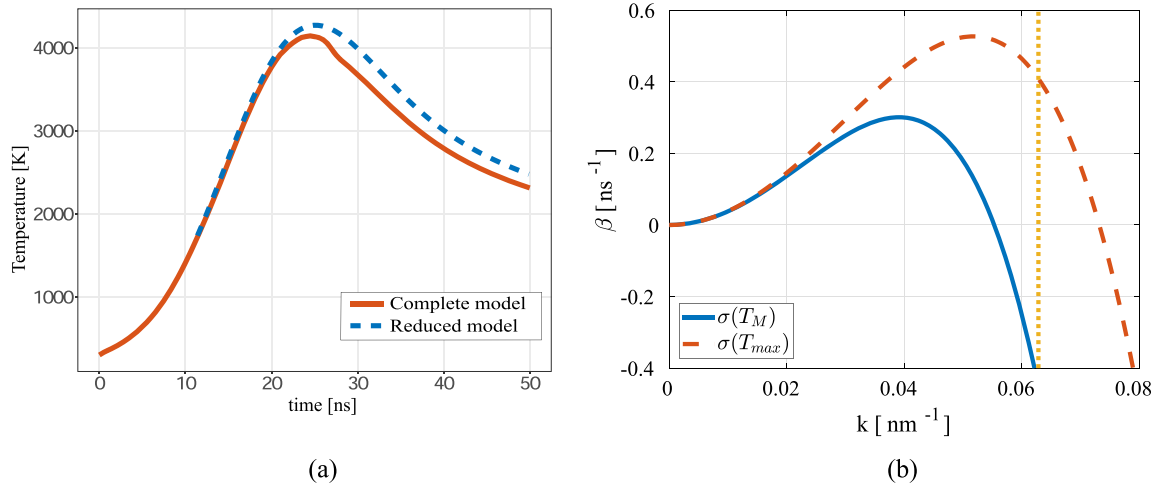 4000
3000
2000
1000
Temperature [K]
Complete model
Reduced model
0 10 20 30 40 50
time [ns]
(a)
0.6
0.4
0.2
0
-0.2
-0.4
β [ ns⁻¹]
σ(T_M)
σ(T_max)
0 0.02 0.04 0.06 0.08
k [ nm⁻¹]
(b)